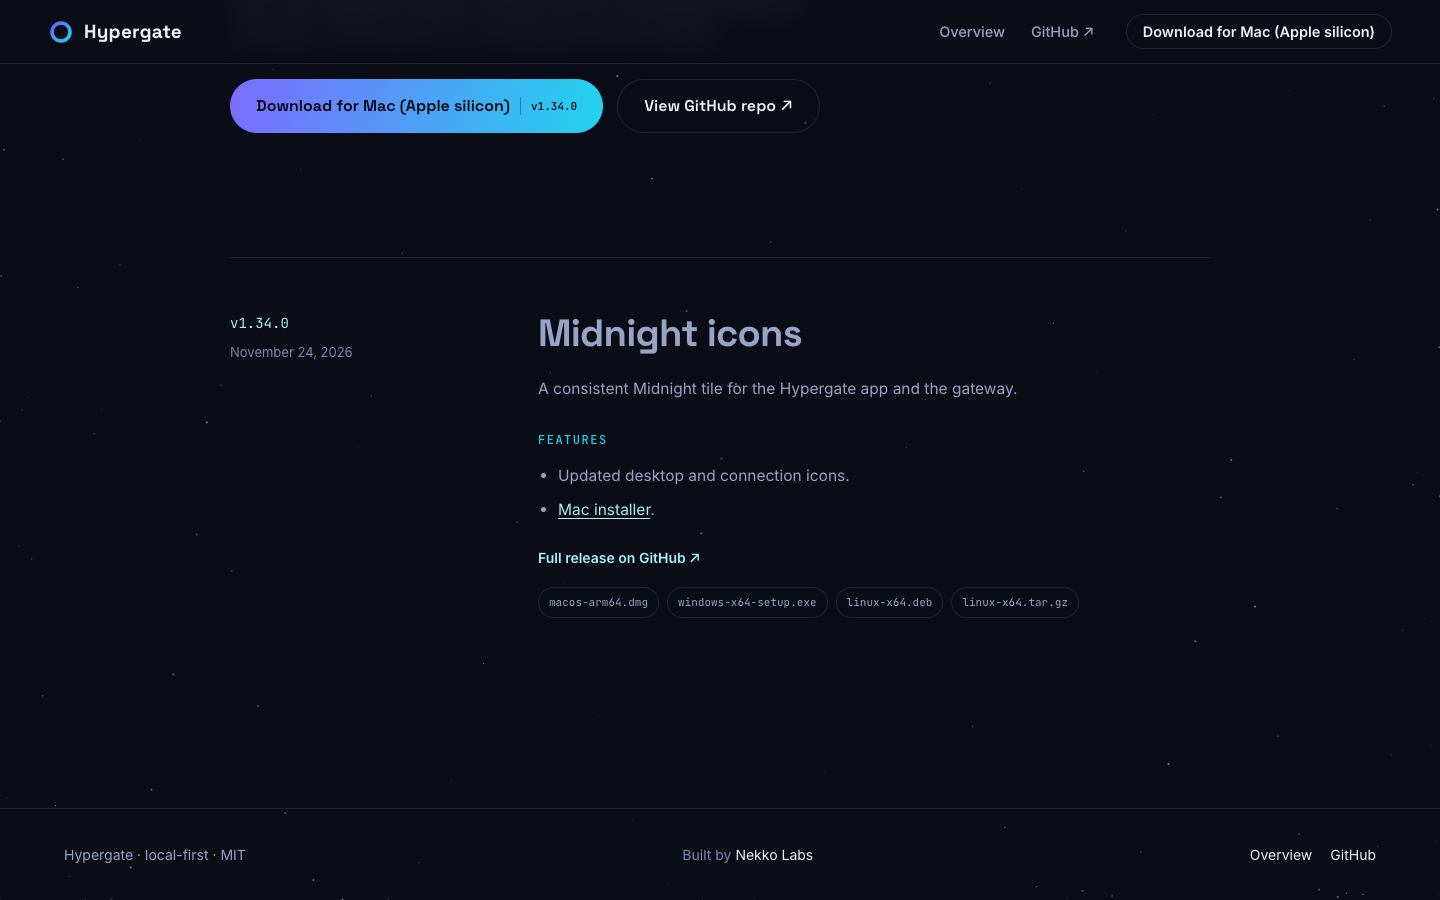 Hypergate
Overview
GitHub ↗
Download for Mac (Apple silicon)
Download for Mac (Apple silicon) | v1.34.0
View GitHub repo ↗
v1.34.0
November 24, 2026
Midnight icons
A consistent Midnight tile for the Hypergate app and the gateway.
FEATURES
• Updated desktop and connection icons.
• Mac installer.
Full release on GitHub ↗
macos-arm64.dmg
windows-x64-setup.exe
linux-x64.deb
linux-x64.tar.gz
Hypergate · local-first · MIT
Built by Nekko Labs
Overview
GitHub